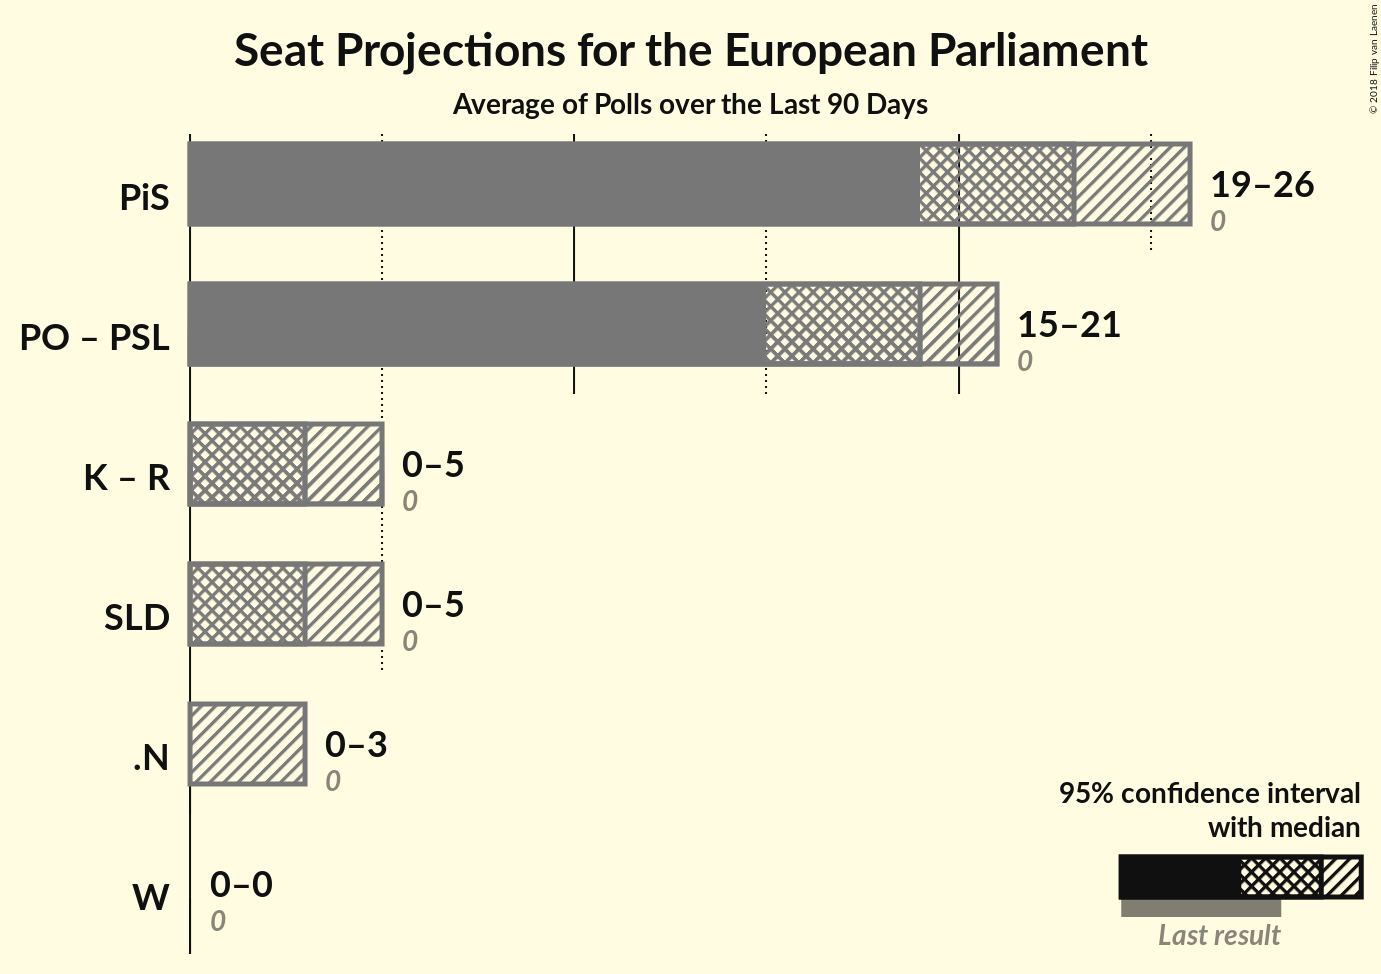 Seat Projections for the European Parliament
Average of Polls over the Last 90 Days
© 2018 Filip van Laenen
PiS
19–26
0
PO – PSL
15–21
0
K – R
0–5
0
SLD
0–5
0
.N
0–3
0
W
0–0
0
95% confidence interval
with median
Last result